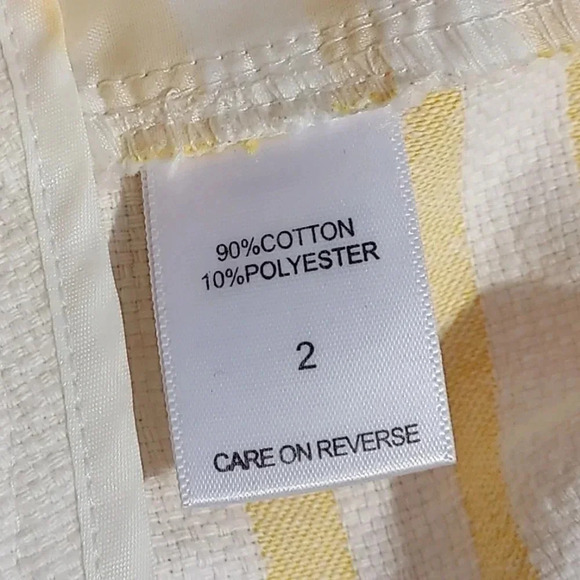 90%COTTON
10%POLYESTER
2
CARE ON REVERSE